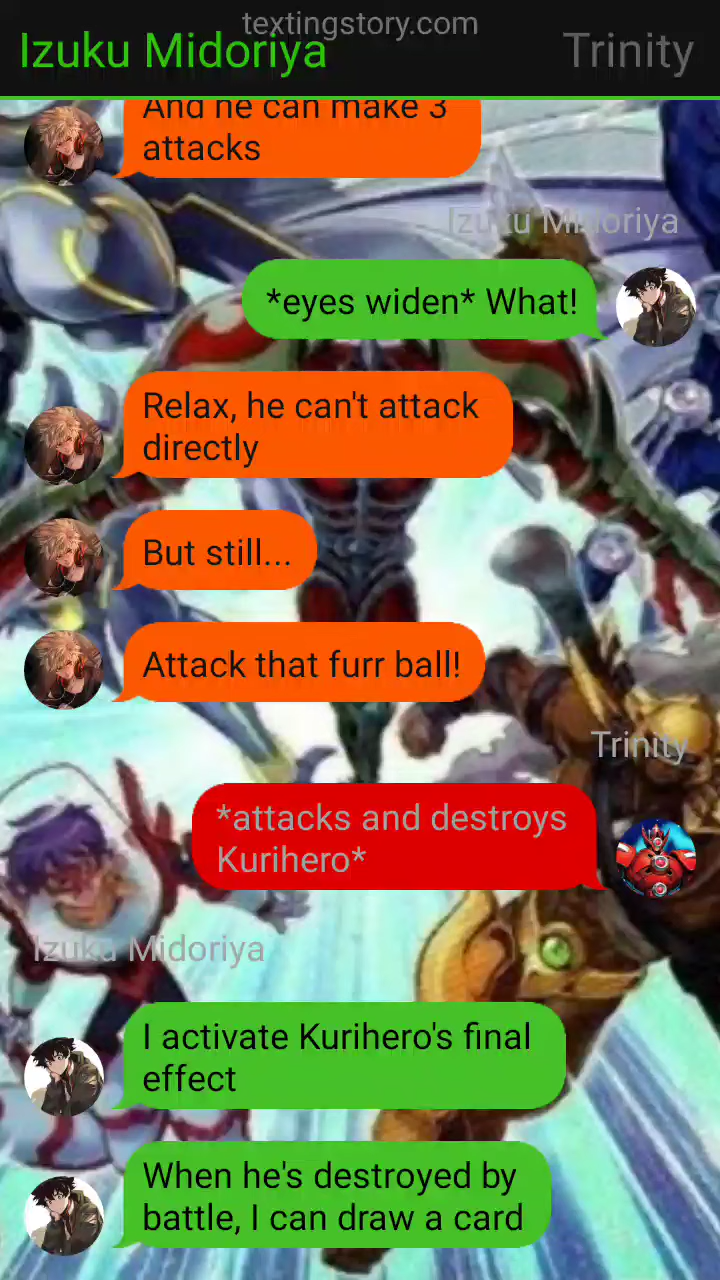 textingstory.com
Izuku Midoriya
Trinity
And he can make 3
attacks
Izuku Midoriya
*eyes widen* What!
Relax, he can't attack
directly
But still...
Attack that furr ball!
Trinity
*attacks and destroys
Kurihero*
Izuku Midoriya
I activate Kurihero's final
effect
When he's destroyed by
battle, I can draw a card